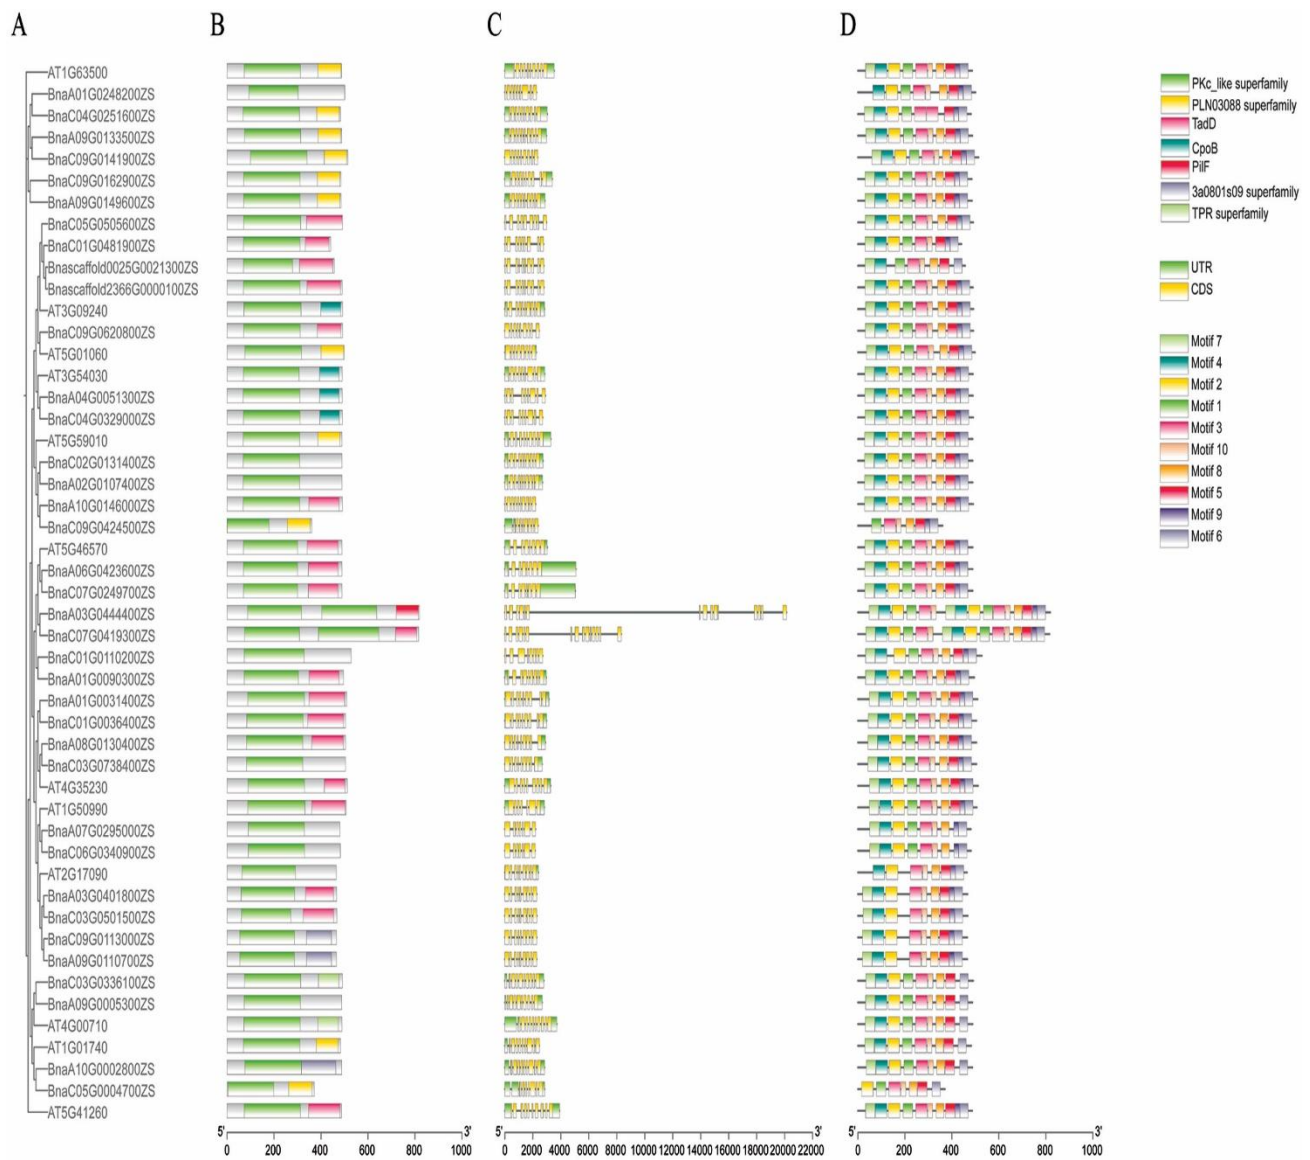 A B C D
AT1G63500
BnaA01G0248200ZS
BnaC04G0251600ZS
BnaA09G0133500ZS
BnaC09G0141900ZS
BnaC09G0162900ZS
BnaA09G0149600ZS
BnaC05G0505600ZS
BnaC01G0481900ZS
Bnascaffold0025G0021300ZS
Bnascaffold2366G0000100ZS
AT3G09240
BnaC09G0620800ZS
AT5G01060
AT3G54030
BnaA04G0051300ZS
BnaC04G0329000ZS
AT5G59010
BnaC02G0131400ZS
BnaA02G0107400ZS
BnaA10G0146000ZS
BnaC09G0424500ZS
AT5G46570
BnaA06G0423600ZS
BnaC07G0249700ZS
BnaA03G0444400ZS
BnaC07G0419300ZS
BnaC01G0110200ZS
BnaA01G0090300ZS
BnaA01G0031400ZS
BnaC01G0036400ZS
BnaA08G0130400ZS
BnaC03G0738400ZS
AT4G35230
AT1G50990
BnaA07G0295000ZS
BnaC06G0340900ZS
AT2G17090
BnaA03G0401800ZS
BnaC03G0501500ZS
BnaC09G0113000ZS
BnaA09G0110700ZS
BnaC03G0336100ZS
BnaA09G0005300ZS
AT4G00710
AT1G01740
BnaA10G0002800ZS
BnaC05G0004700ZS
AT5G41260
5' 3'
0 200 400 600 800 1000
5' 3'
0 2000 4000 6000 8000 10000 12000 14000 16000 18000 20000 22000
5' 3'
0 200 400 600 800 1000
PKc_like superfamily
PLN03088 superfamily
TadD
CpoB
PilF
3a0801s09 superfamily
TPR superfamily
UTR
CDS
Motif 7
Motif 4
Motif 2
Motif 1
Motif 3
Motif 10
Motif 8
Motif 5
Motif 9
Motif 6